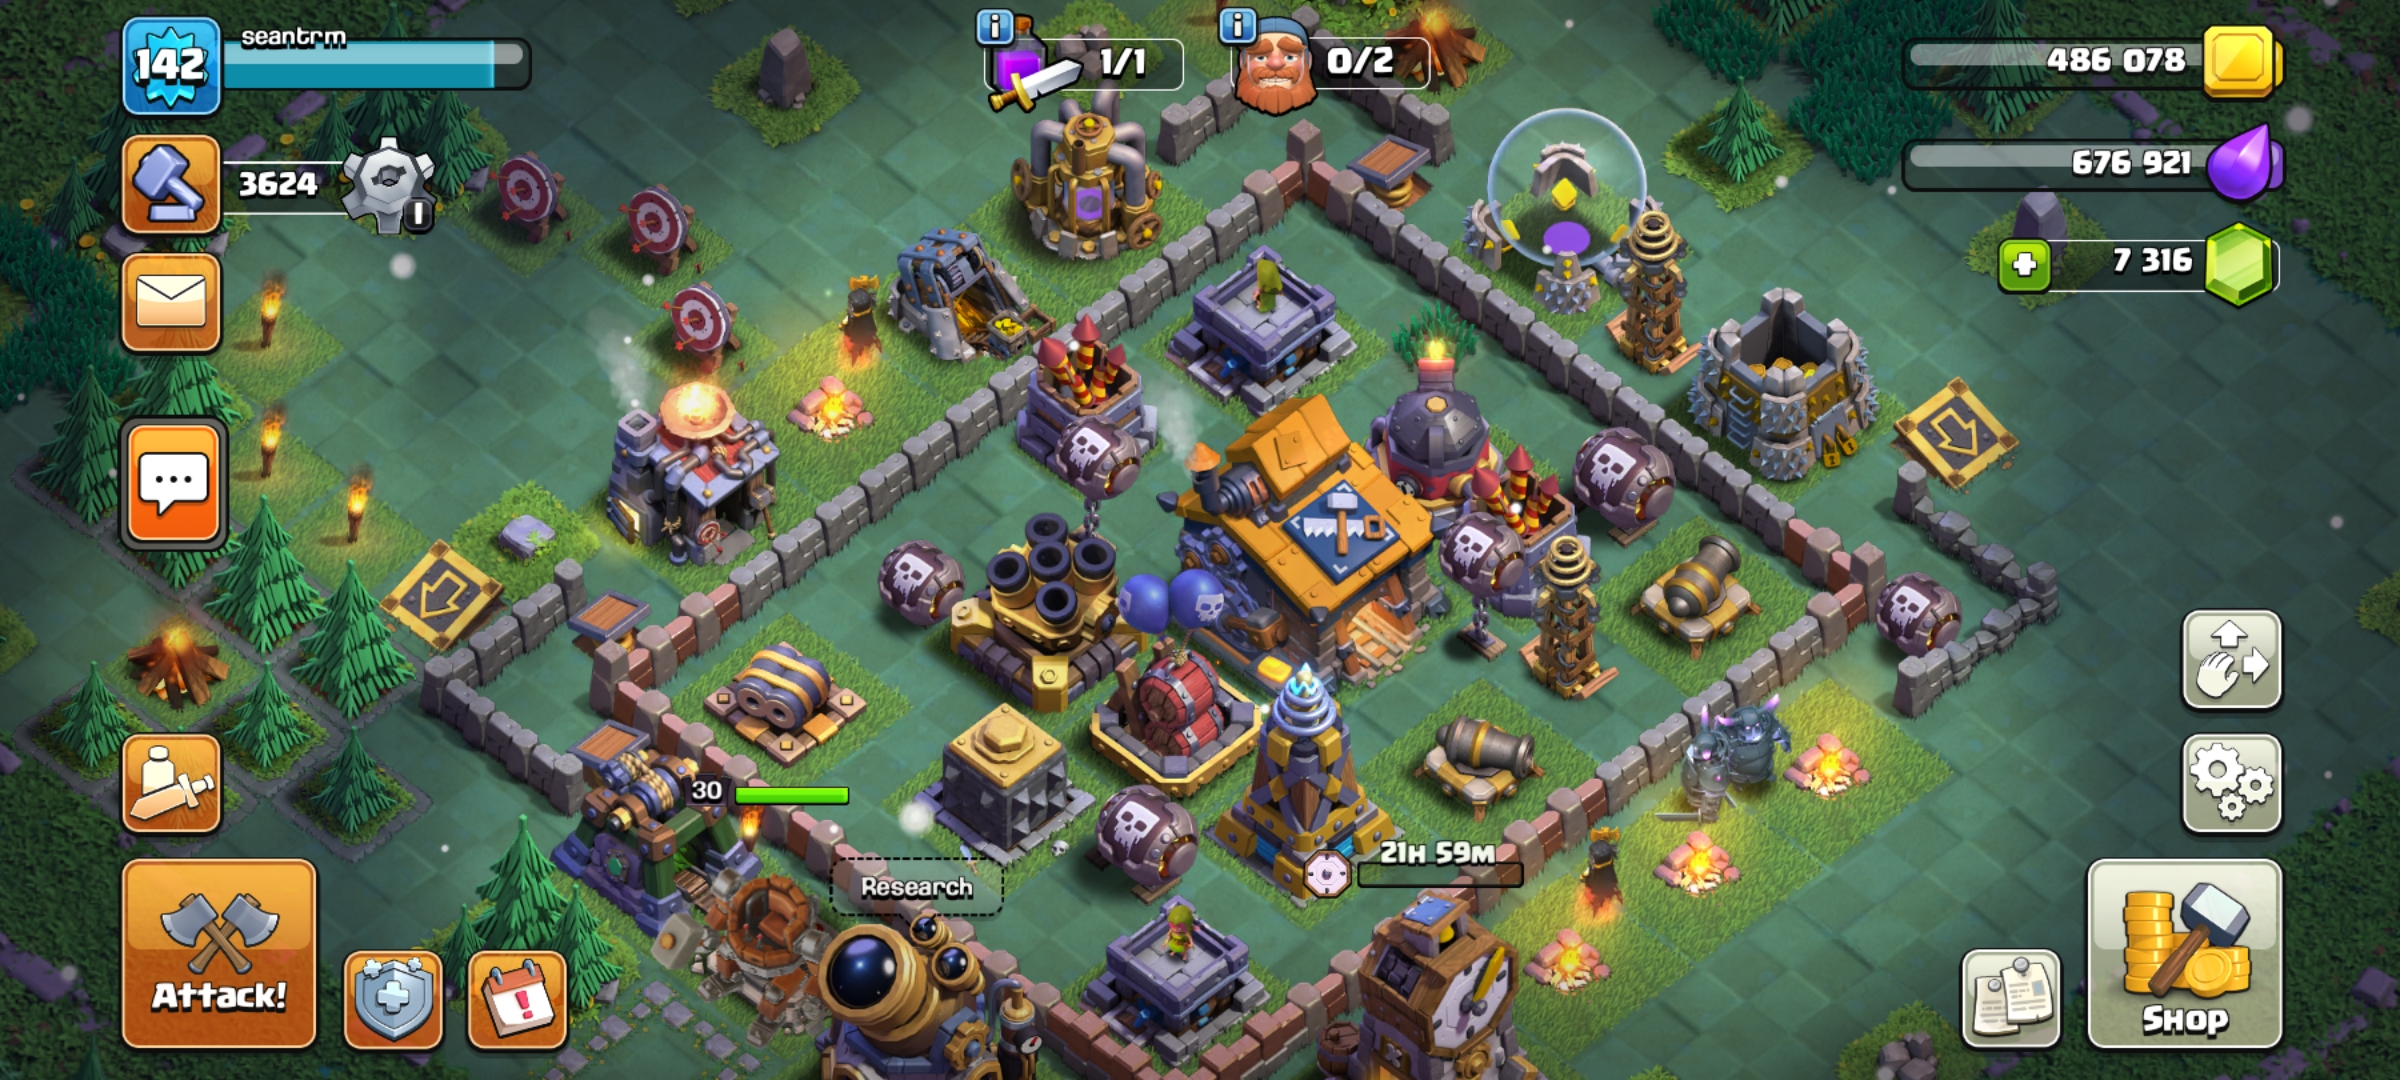 142
seantrm
i
1/1
i
0/2
486 078
3624
I
676 921
7 316
30
21H 59M
Research
Attack!
Shop